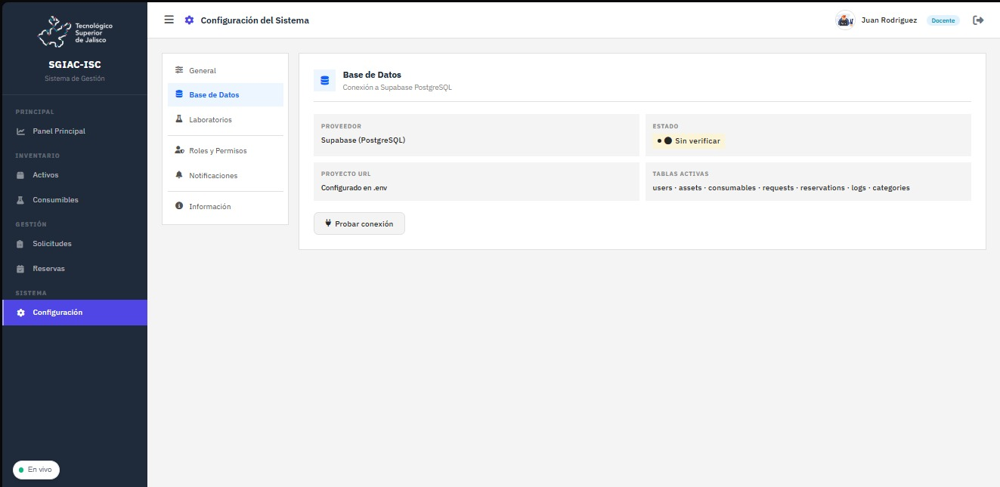 Tecnológico
Superior
de Jalisco
SGIAC-ISC
Sistema de Gestión
PRINCIPAL
Panel Principal
INVENTARIO
Activos
Consumibles
GESTIÓN
Solicitudes
Reservas
SISTEMA
Configuración
En vivo
Configuración del Sistema
Juan Rodriguez
Docente
General
Base de Datos
Laboratorios
Roles y Permisos
Notificaciones
Información
Base de Datos
Conexión a Supabase PostgreSQL
PROVEEDOR
Supabase (PostgreSQL)
ESTADO
Sin verificar
PROYECTO URL
Configurado en .env
TABLAS ACTIVAS
users · assets · consumables · requests · reservations · logs · categories
Probar conexión